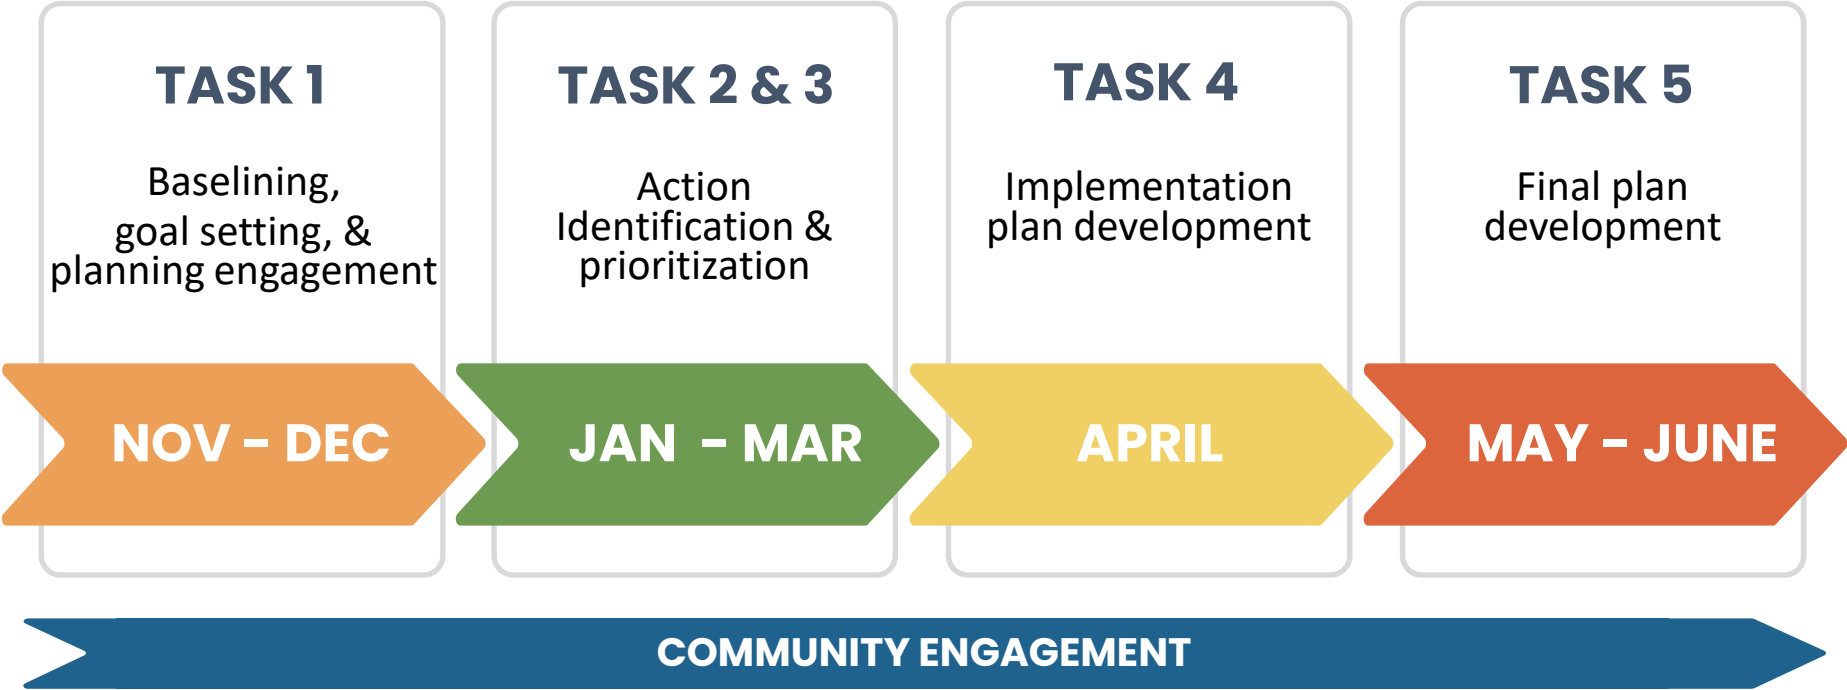 TASK 1
Baselining,
goal setting, &
planning engagement
NOV – DEC
TASK 2 & 3
Action
Identification &
prioritization
JAN – MAR
TASK 4
Implementation
plan development
APRIL
TASK 5
Final plan
development
MAY – JUNE
COMMUNITY ENGAGEMENT